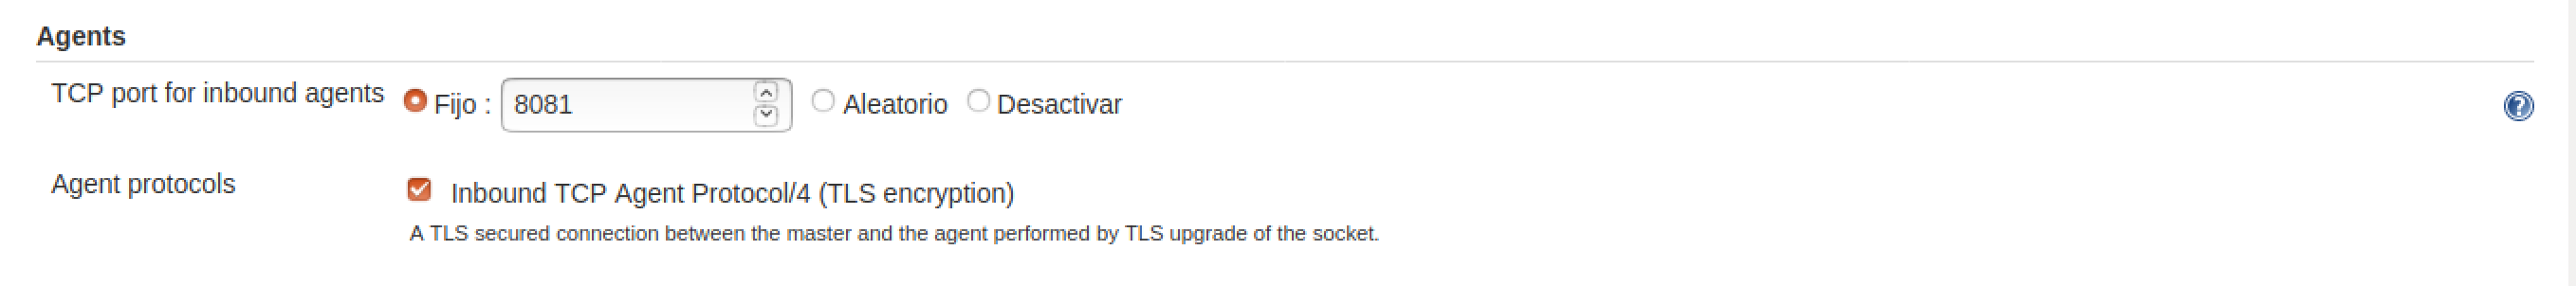 Agents
TCP port for inbound agents Fijo : 8081 Aleatorio Desactivar ?
Agent protocols Inbound TCP Agent Protocol/4 (TLS encryption)
A TLS secured connection between the master and the agent performed by TLS upgrade of the socket.